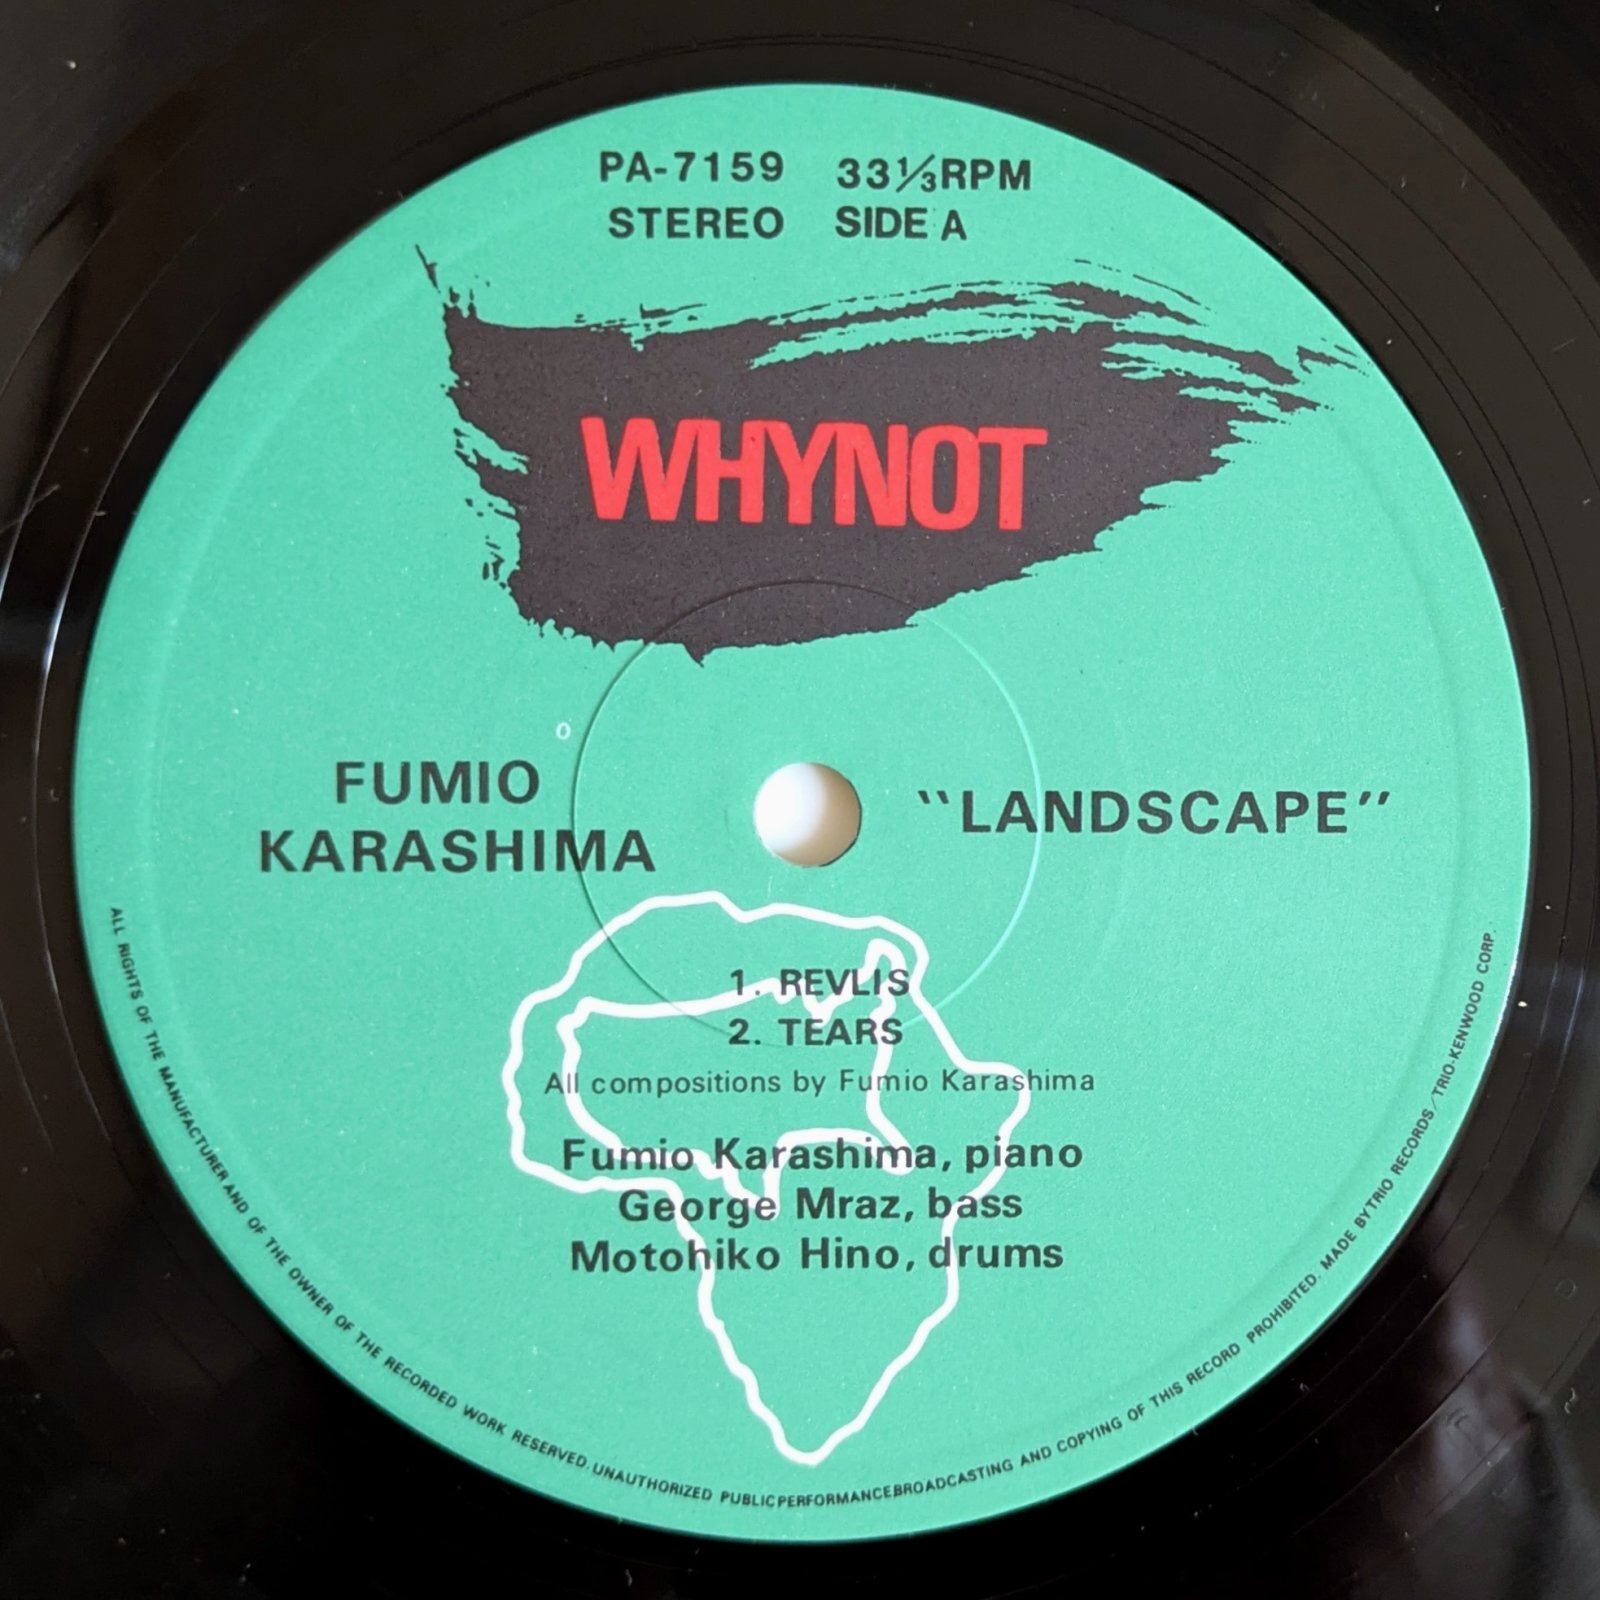 PA-7159 33⅓RPM
STEREO SIDE A
WHYNOT
FUMIO
KARASHIMA
"LANDSCAPE"
1. REVLIS
2. TEARS
All compositions by Fumio Karashima
Fumio Karashima, piano
George Mraz, bass
Motohiko Hino, drums
ALL RIGHTS OF THE MANUFACTURER AND OF THE OWNER OF THE RECORDED WORK RESERVED. UNAUTHORIZED PUBLIC PERFORMANCE BROADCASTING AND COPYING OF THIS RECORD PROHIBITED. MADE BY TRIO RECORDS/TRIO-KENWOOD CORP.